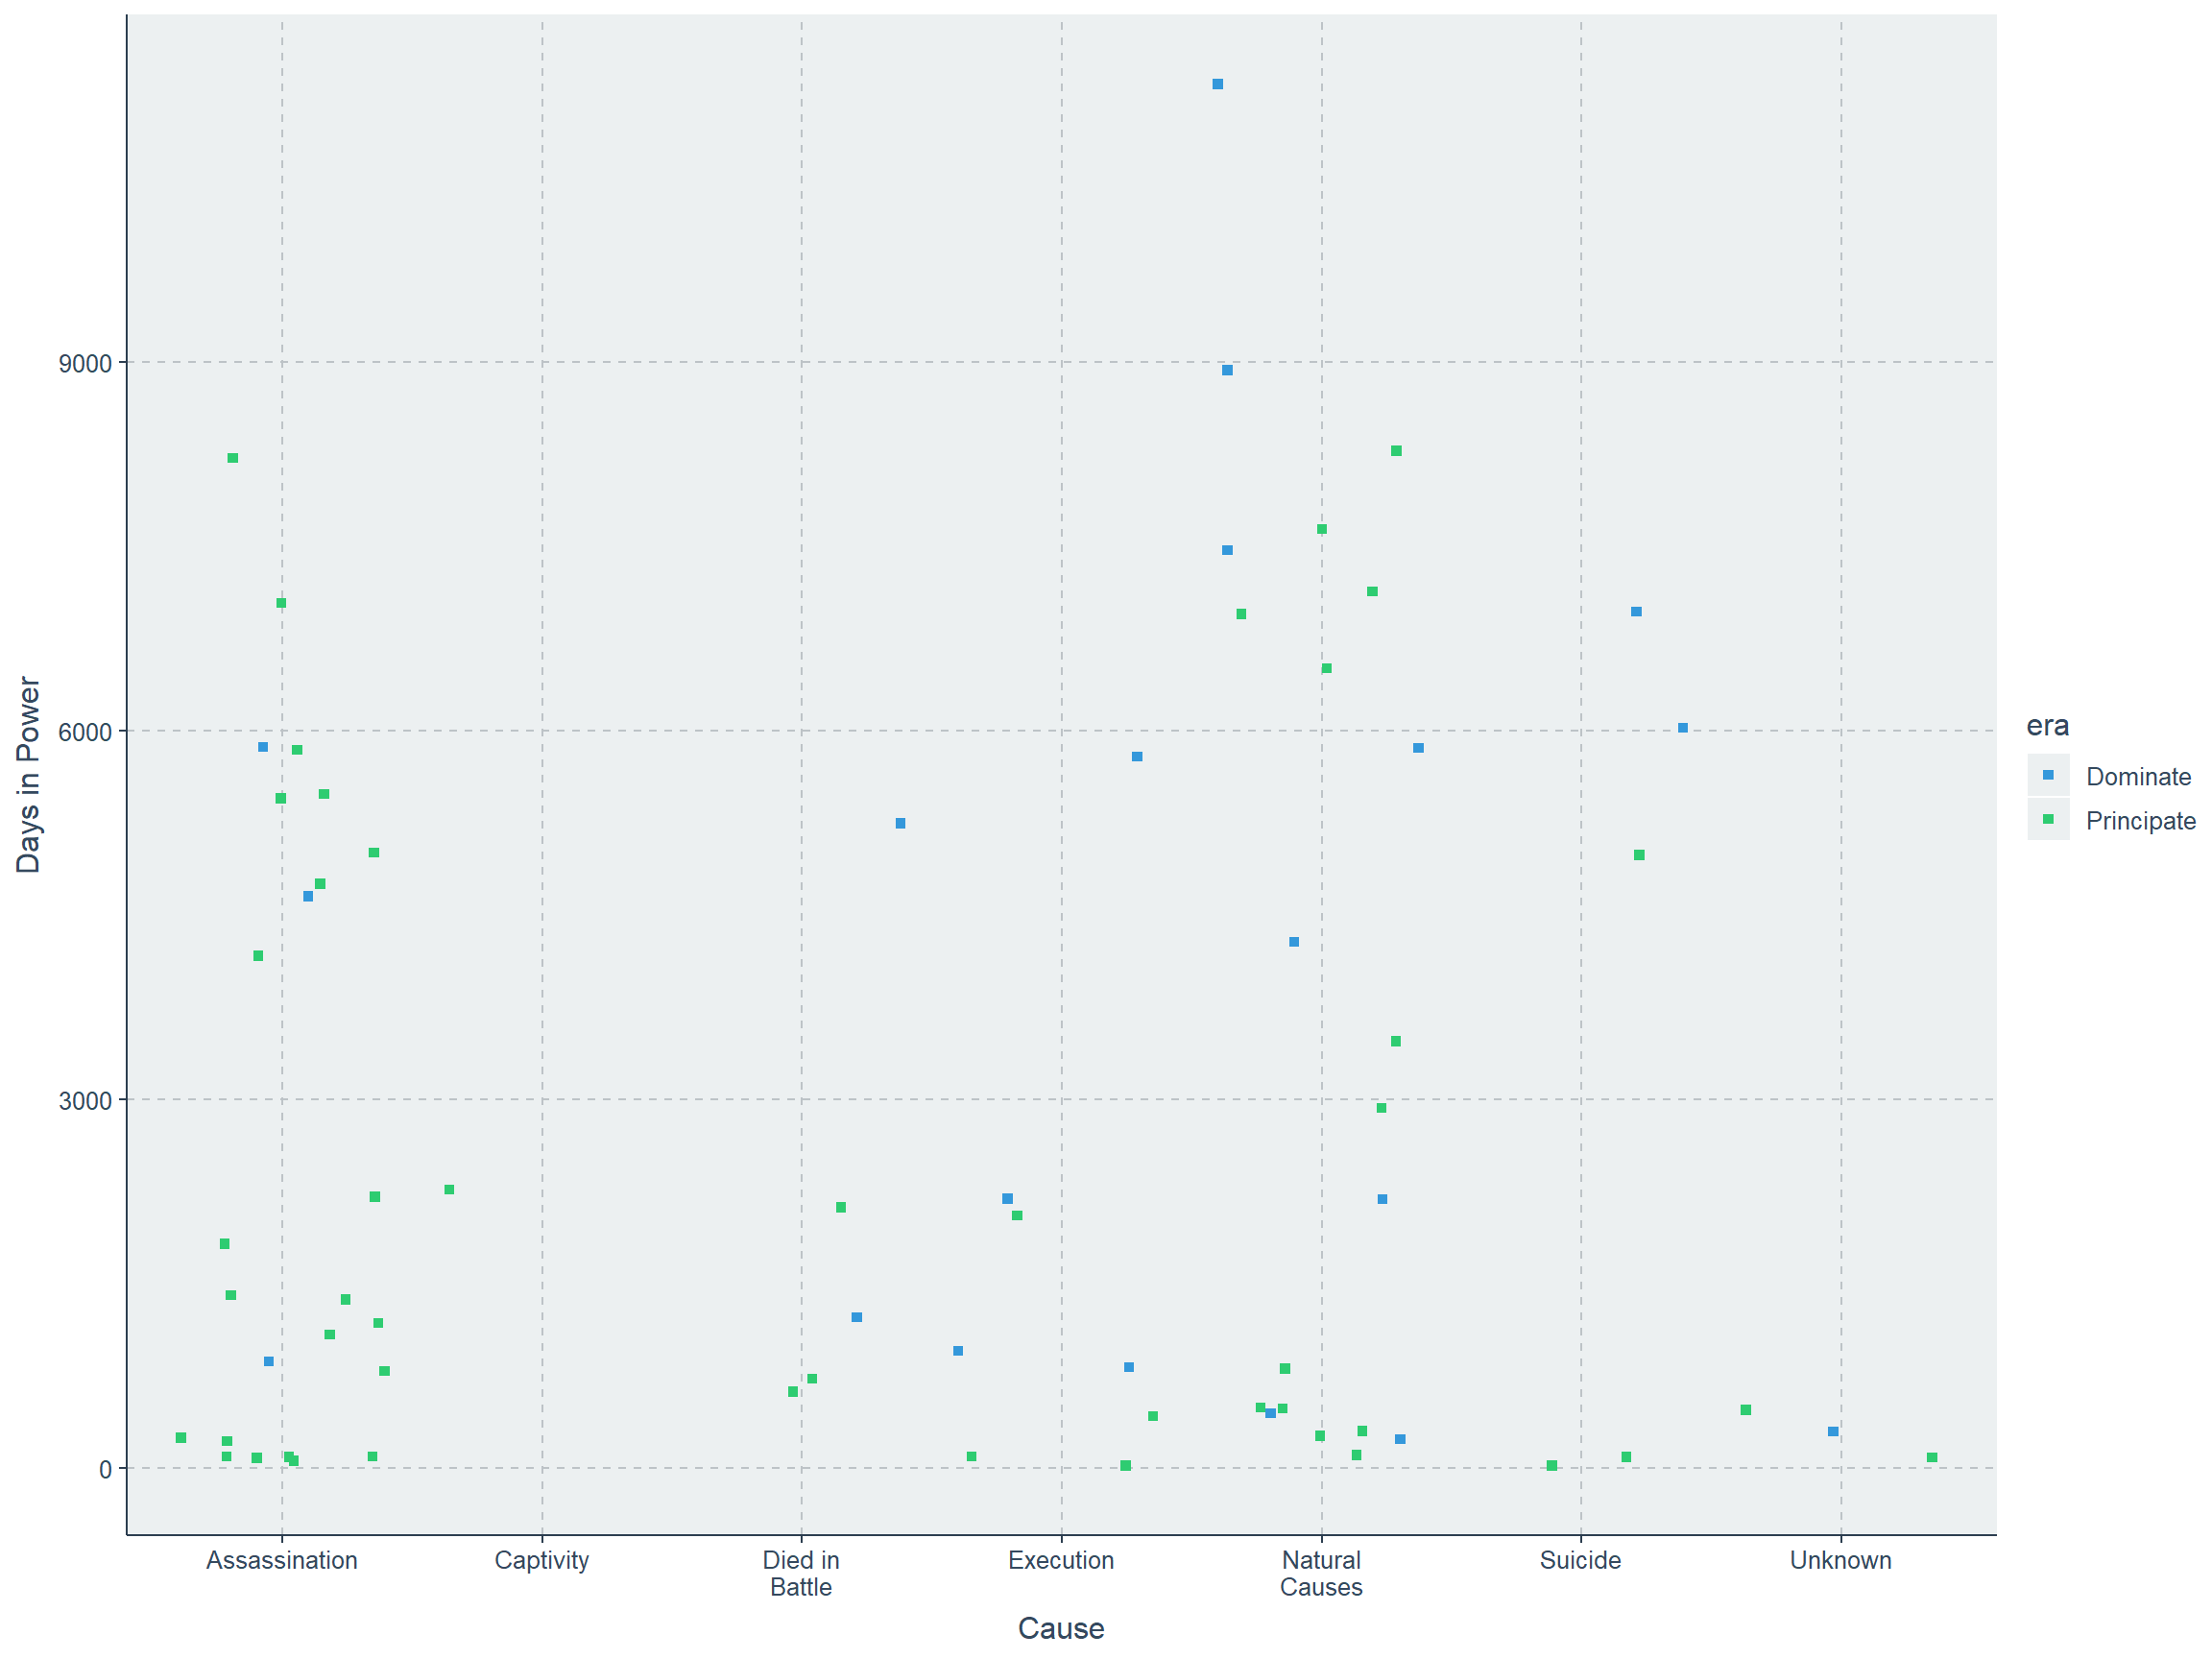 9000
6000
3000
0
Days in Power
Assassination
Captivity
Died in
Battle
Execution
Natural
Causes
Suicide
Unknown
Cause
era
Dominate
Principate